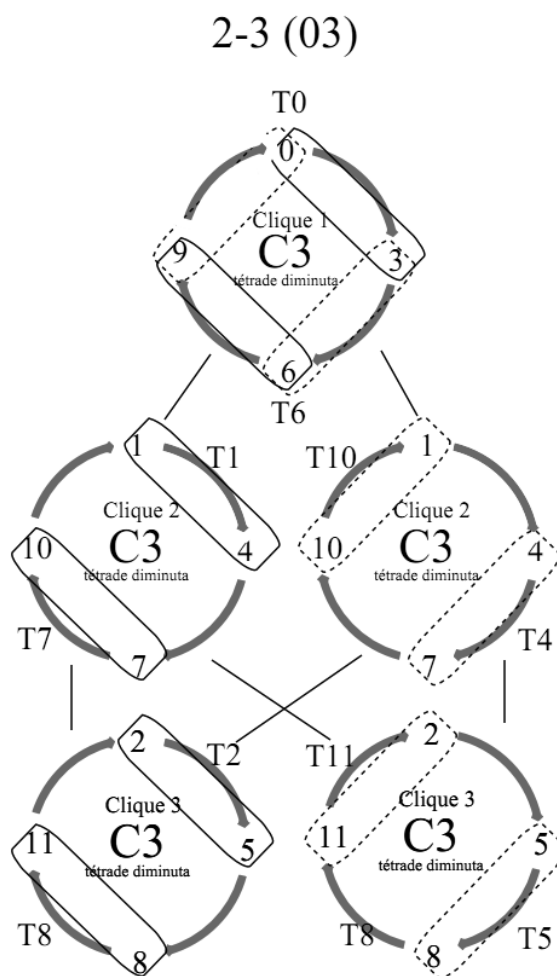 2-3 (03)
T0
0
Clique 1
9 C3 3
tétrade diminuta
6
T6
1 T1
Clique 2
10 C3 4
tétrade diminuta
T7 7
T10 1
Clique 2
10 C3 4
tétrade diminuta
7 T4
2 T2
Clique 3
11 C3 5
tétrade diminuta
T8 8
T11 2
Clique 3
11 C3 5
tétrade diminuta
T8 8 T5